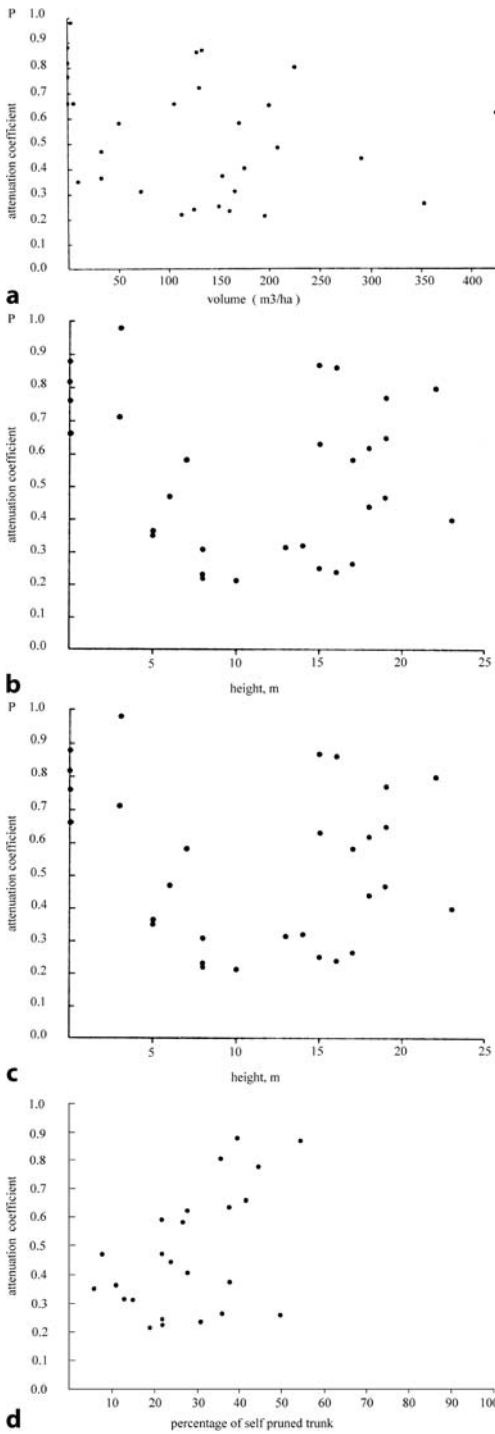 P
1.0
0.9
0.8
0.7
0.6
0.5
0.4
0.3
0.2
0.1
0.0
attenuation coefficient
50 100 150 200 250 300 350 400
volume ( m3/ha )
a
P
1.0
0.9
0.8
0.7
0.6
0.5
0.4
0.3
0.2
0.1
0.0
attenuation coefficient
5 10 15 20 25
height, m
b
P
1.0
0.9
0.8
0.7
0.6
0.5
0.4
0.3
0.2
0.1
0.0
attenuation coefficient
5 10 15 20 25
height, m
c
1.0
0.9
0.8
0.7
0.6
0.5
0.4
0.3
0.2
0.1
0.0
attenuation coefficient
10 20 30 40 50 60 70 80 90 100
percentage of self pruned trunk
d